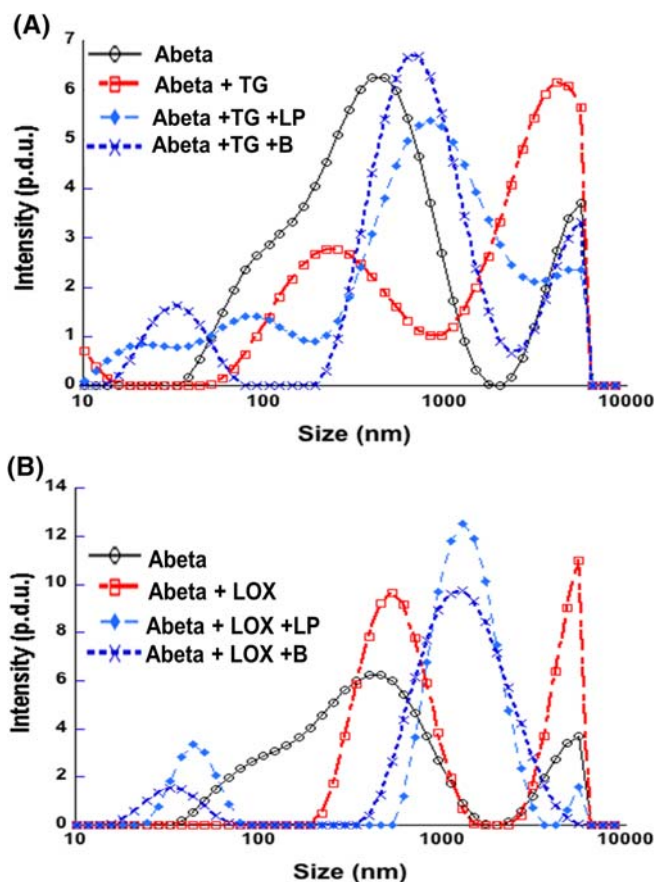 (A)
7
6
5
4
3
2
1
0
Intensity (p.d.u.)
Abeta
Abeta + TG
Abeta +TG +LP
Abeta +TG +B
10
100
1000
10000
Size (nm)
(B)
14
12
10
8
6
4
2
0
Intensity (p.d.u.)
Abeta
Abeta + LOX
Abeta + LOX +LP
Abeta + LOX +B
10
100
1000
10000
Size (nm)